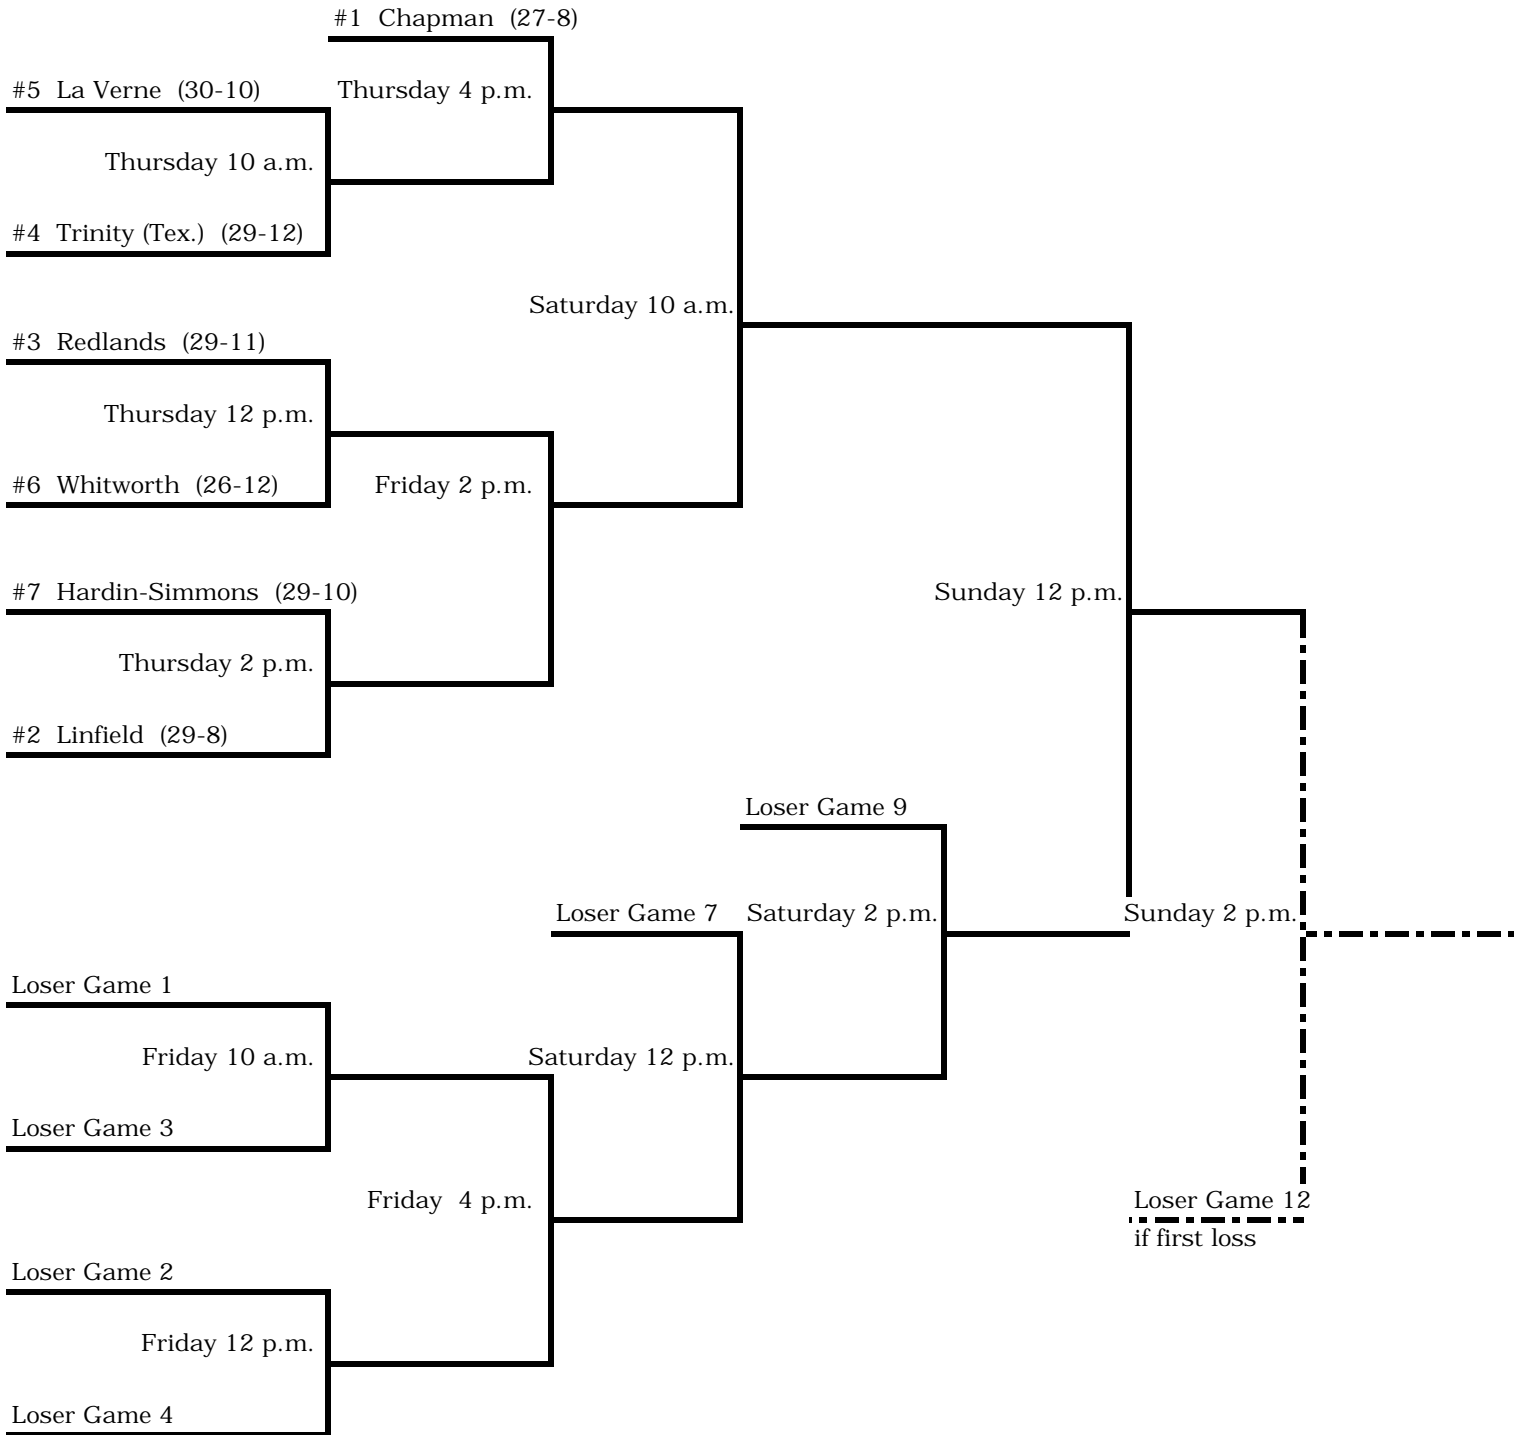 #1 Chapman (27-8)
#5 La Verne (30-10)
Thursday 4 p.m.
Thursday 10 a.m.
#4 Trinity (Tex.) (29-12)
Saturday 10 a.m.
#3 Redlands (29-11)
Thursday 12 p.m.
#6 Whitworth (26-12)
Friday 2 p.m.
#7 Hardin-Simmons (29-10)
Sunday 12 p.m.
Thursday 2 p.m.
#2 Linfield (29-8)
Loser Game 9
Loser Game 7
Saturday 2 p.m.
Sunday 2 p.m.
Loser Game 1
Friday 10 a.m.
Saturday 12 p.m.
Loser Game 3
Friday 4 p.m.
Loser Game 12
if first loss
Loser Game 2
Friday 12 p.m.
Loser Game 4